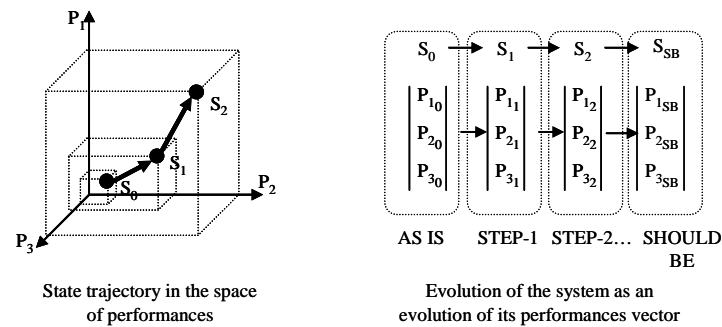 P1
S2
S1
S0
P2
P3
State trajectory in the space
of performances
S0 S1 S2 SSB
P10 P11 P12 P1SB
P20 P21 P22 P2SB
P30 P31 P32 P3SB
AS IS STEP-1 STEP-2… SHOULD
BE
Evolution of the system as an
evolution of its performances vector